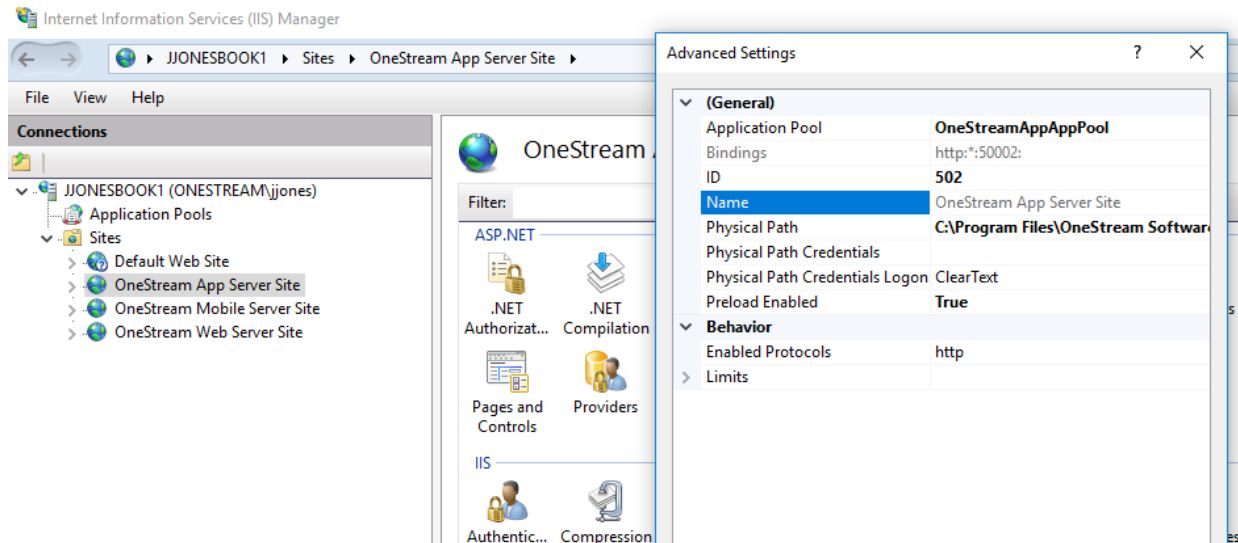 Internet Information Services (IIS) Manager
JJONESBOOK1 Sites OneStream App Server Site
File View Help
Connections
JJONESBOOK1 (ONESTREAM\jjones)
Application Pools
Sites
Default Web Site
OneStream App Server Site
OneStream Mobile Server Site
OneStream Web Server Site
OneStream
Filter:
ASP.NET
.NET Authorizat...
.NET Compilation
Pages and Controls
Providers
IIS
Authentic...
Compression
Advanced Settings ?
(General)
Application Pool OneStreamAppAppPool
Bindings http:*:50002:
ID 502
Name OneStream App Server Site
Physical Path C:\Program Files\OneStream Software
Physical Path Credentials
Physical Path Credentials Logon ClearText
Preload Enabled True
Behavior
Enabled Protocols http
Limits